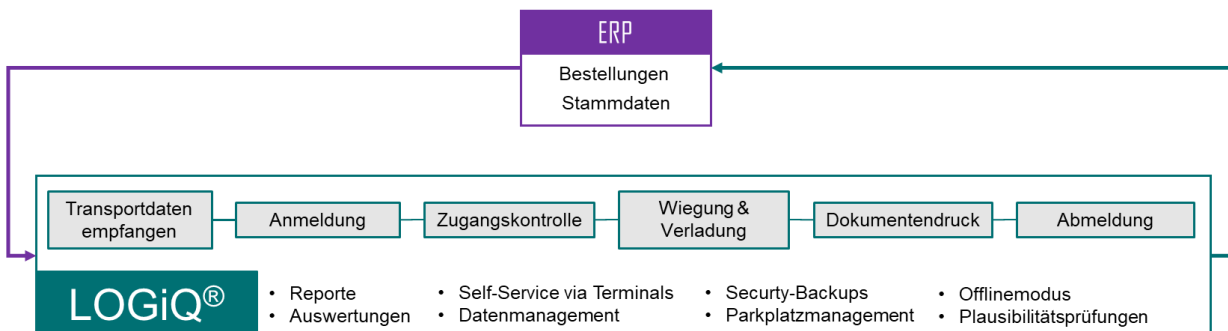 ERP
Bestellungen
Stammdaten
Transportdaten
empfangen
Anmeldung
Zugangskontrolle
Wiegung &
Verladung
Dokumentendruck
Abmeldung
LOGiQ®
• Reporte
• Auswertungen
• Self-Service via Terminals
• Datenmanagement
• Securty-Backups
• Parkplatzmanagement
• Offlinemodus
• Plausibilitätsprüfungen